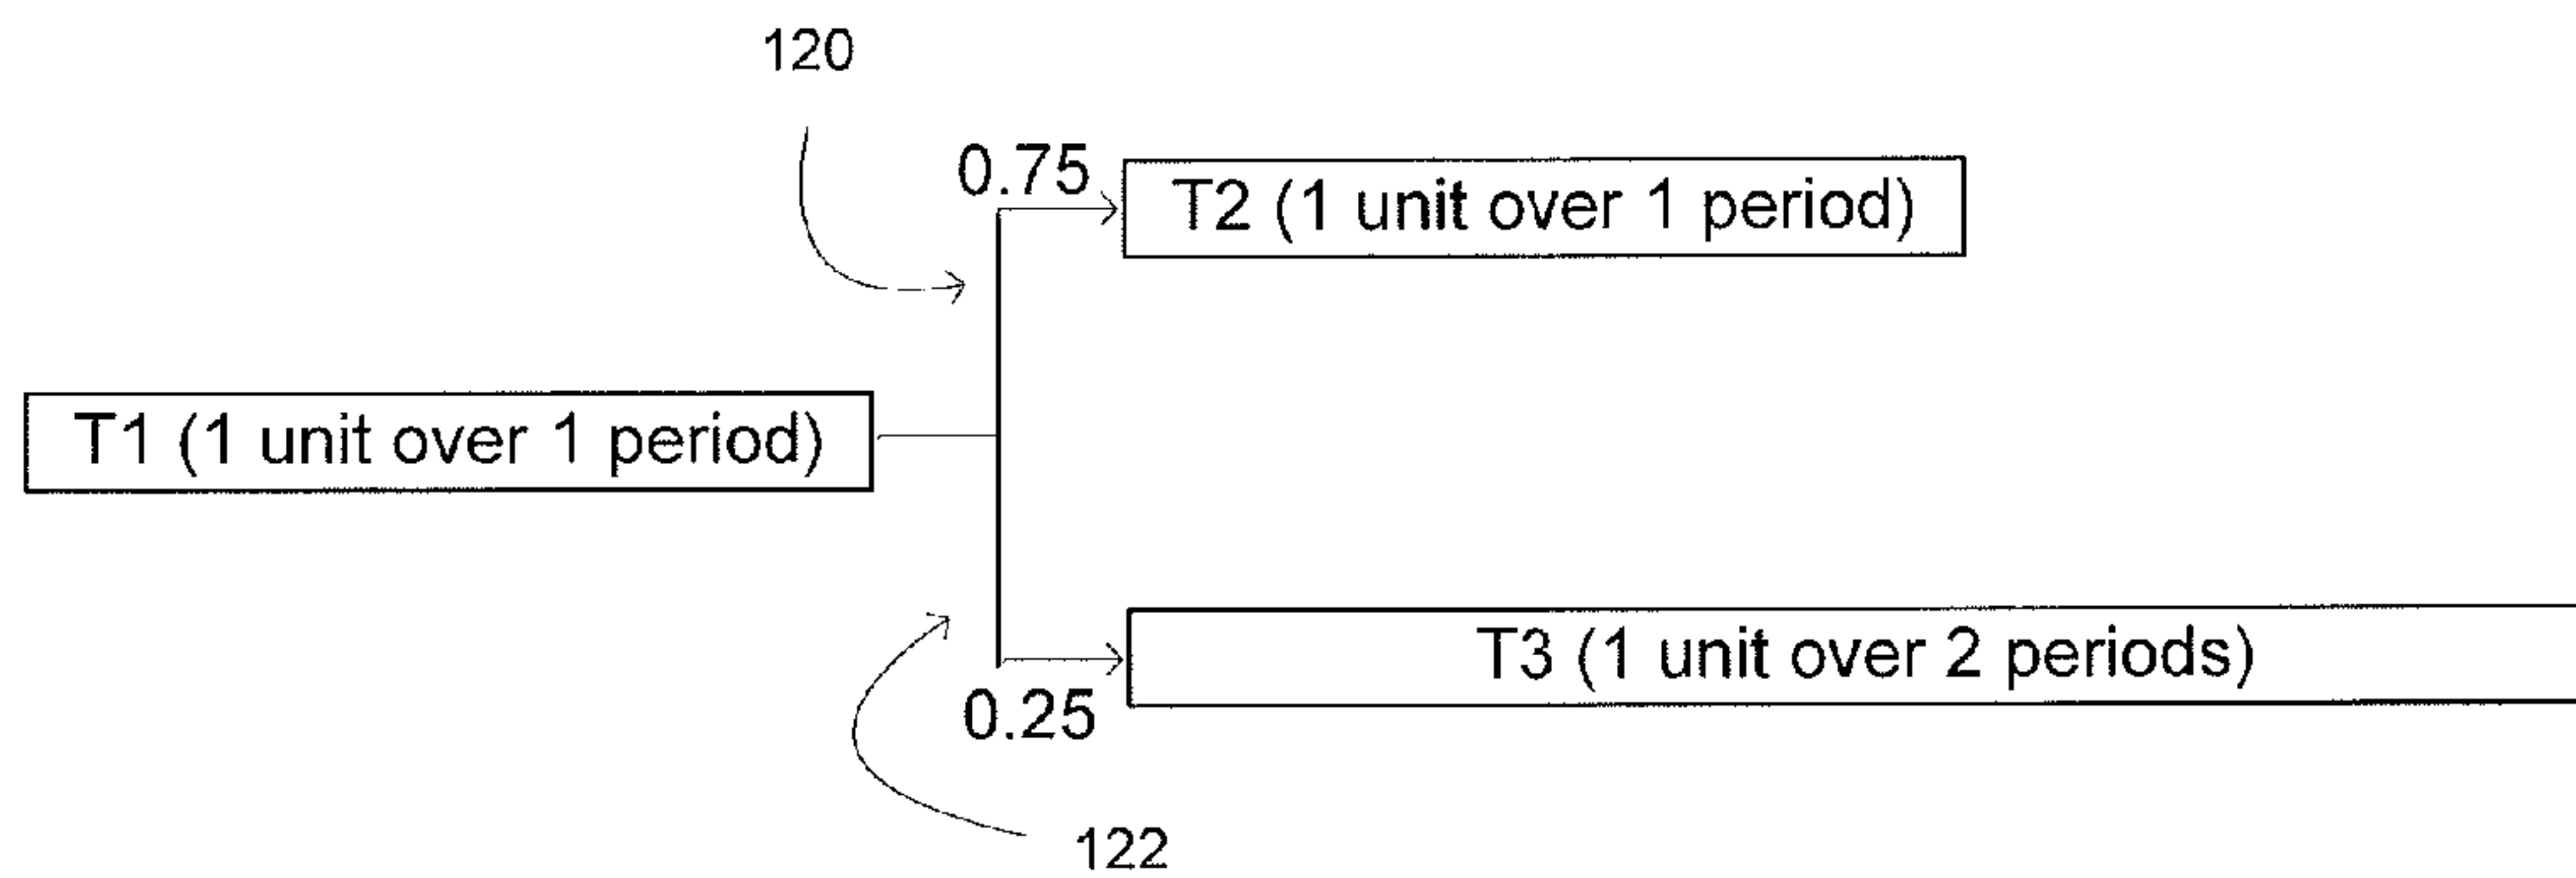 120
0.75
T2 (1 unit over 1 period)
T1 (1 unit over 1 period)
T3 (1 unit over 2 periods)
0.25
122